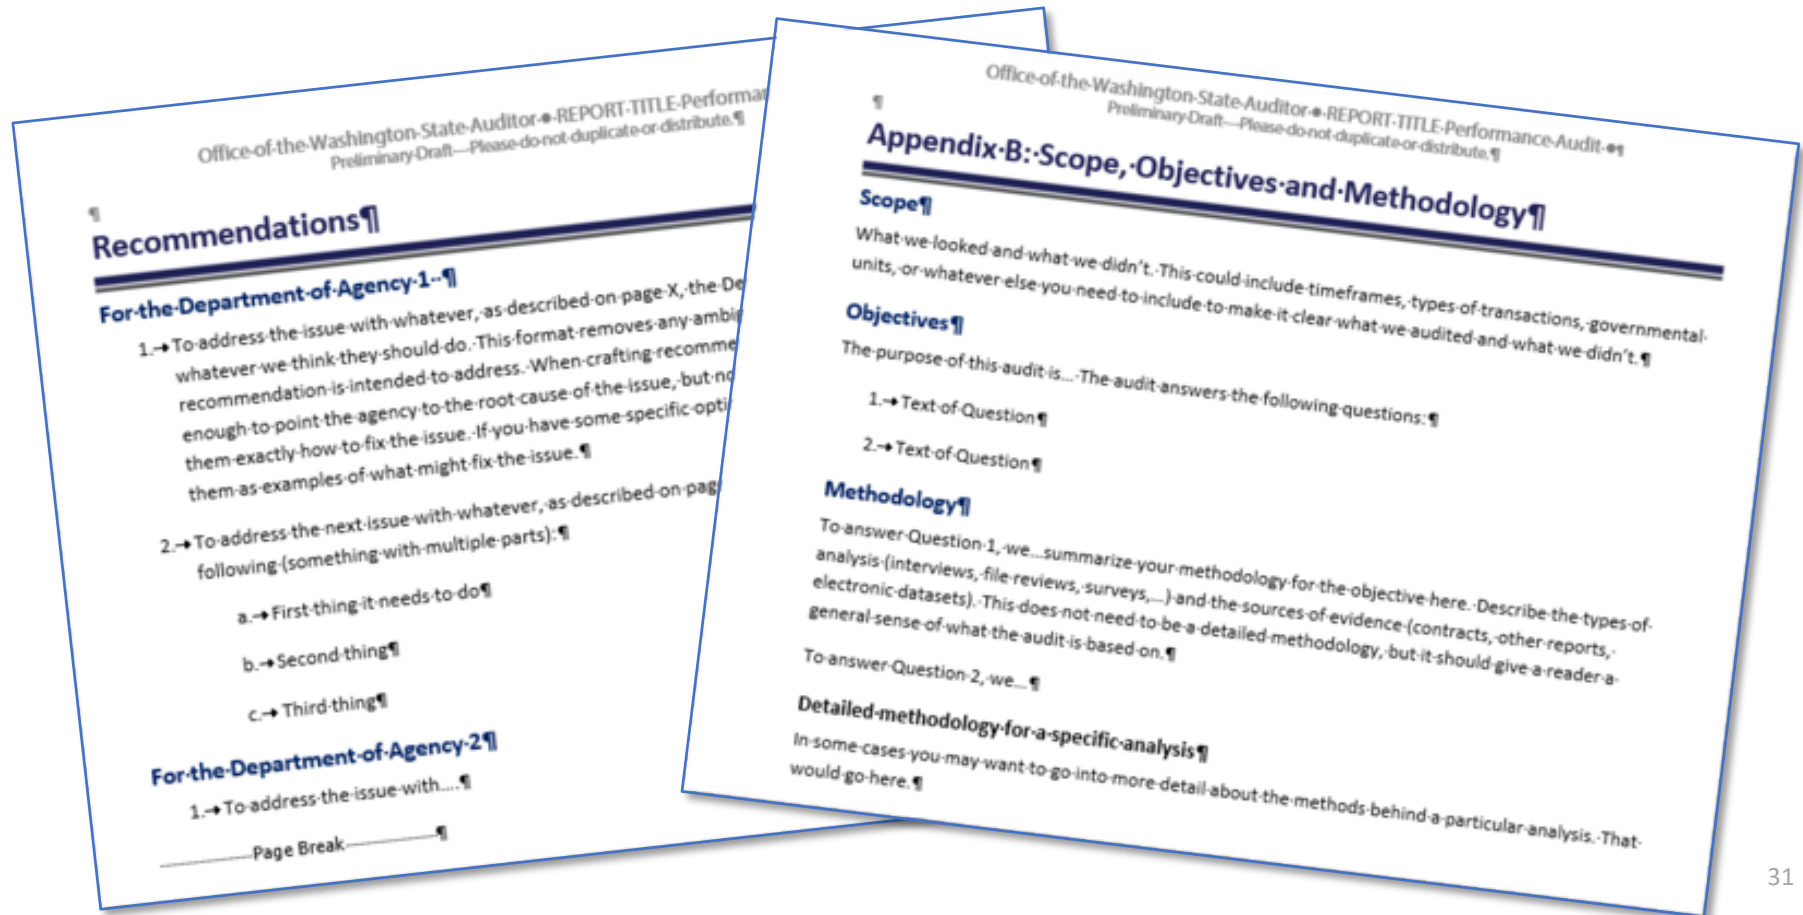 Office of the Washington State Auditor ● REPORT TITLE Performa
Preliminary Draft — Please do not duplicate or distribute.¶
¶
Recommendations¶
For the Department of Agency 1 ¶
1.→To address the issue with whatever, as described on page X, the De
whatever we think they should do. This format removes any ambig
recommendation is intended to address. When crafting recomme
enough to point the agency to the root cause of the issue, but no
them exactly how to fix the issue. If you have some specific opti
them as examples of what might fix the issue.¶
2.→To address the next issue with whatever, as described on pag
following (something with multiple parts):¶
a.→First thing it needs to do¶
b.→Second thing¶
c.→Third thing¶
For the Department of Agency 2¶
1.→To address the issue with....¶
Page Break ¶
Office of the Washington State Auditor ● REPORT TITLE Performance Audit ●¶
Preliminary Draft — Please do not duplicate or distribute.¶
¶
Appendix B: Scope, Objectives and Methodology¶
Scope¶
What we looked and what we didn't. This could include timeframes, types of transactions, governmental
units, or whatever else you need to include to make it clear what we audited and what we didn't.¶
Objectives¶
The purpose of this audit is... The audit answers the following questions:¶
1.→Text of Question¶
2.→Text of Question¶
Methodology¶
To answer Question 1, we...summarize your methodology for the objective here. Describe the types of
analysis (interviews, file reviews, surveys,...) and the sources of evidence (contracts, other reports,
electronic datasets). This does not need to be a detailed methodology, but it should give a reader a
general sense of what the audit is based on.¶
To answer Question 2, we...¶
Detailed methodology for a specific analysis¶
In some cases you may want to go into more detail about the methods behind a particular analysis. That
would go here.¶
31